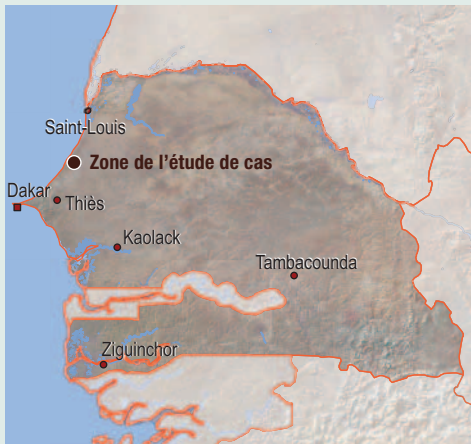 Saint-Louis
Zone de l'étude de cas
Dakar
Thiès
Kaolack
Tambacounda
Ziguinchor